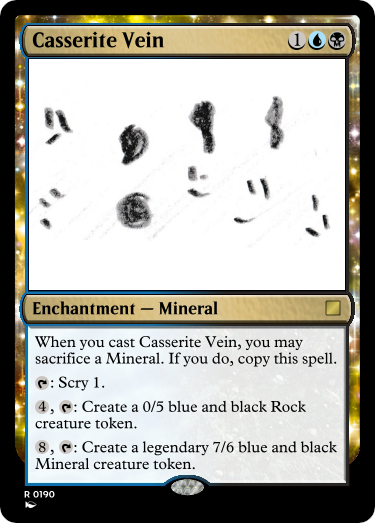 Casserite Vein 1
Enchantment — Mineral
When you cast Casserite Vein, you may
sacrifice a Mineral. If you do, copy this spell.
: Scry 1.
4, : Create a 0/5 blue and black Rock
creature token.
8, : Create a legendary 7/6 blue and black
Mineral creature token.
R 0190